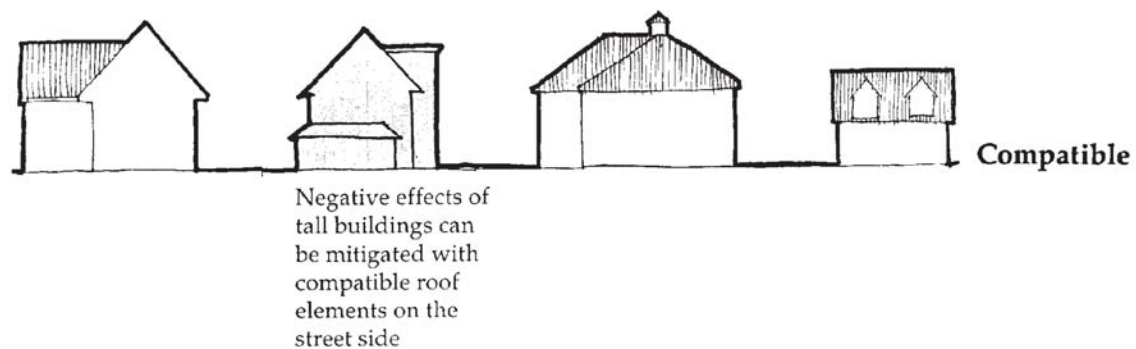 Compatible
Negative effects of
tall buildings can
be mitigated with
compatible roof
elements on the
street side